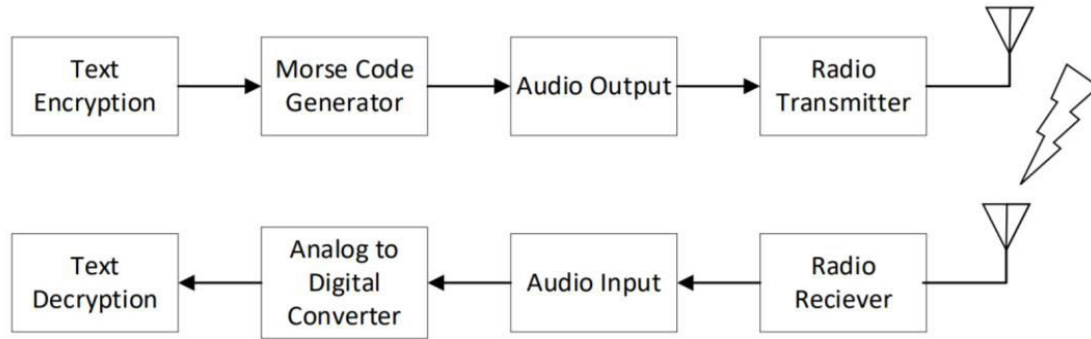 Text
Encryption
Morse Code
Generator
Audio Output
Radio
Transmitter
Text
Decryption
Analog to
Digital
Converter
Audio Input
Radio
Reciever